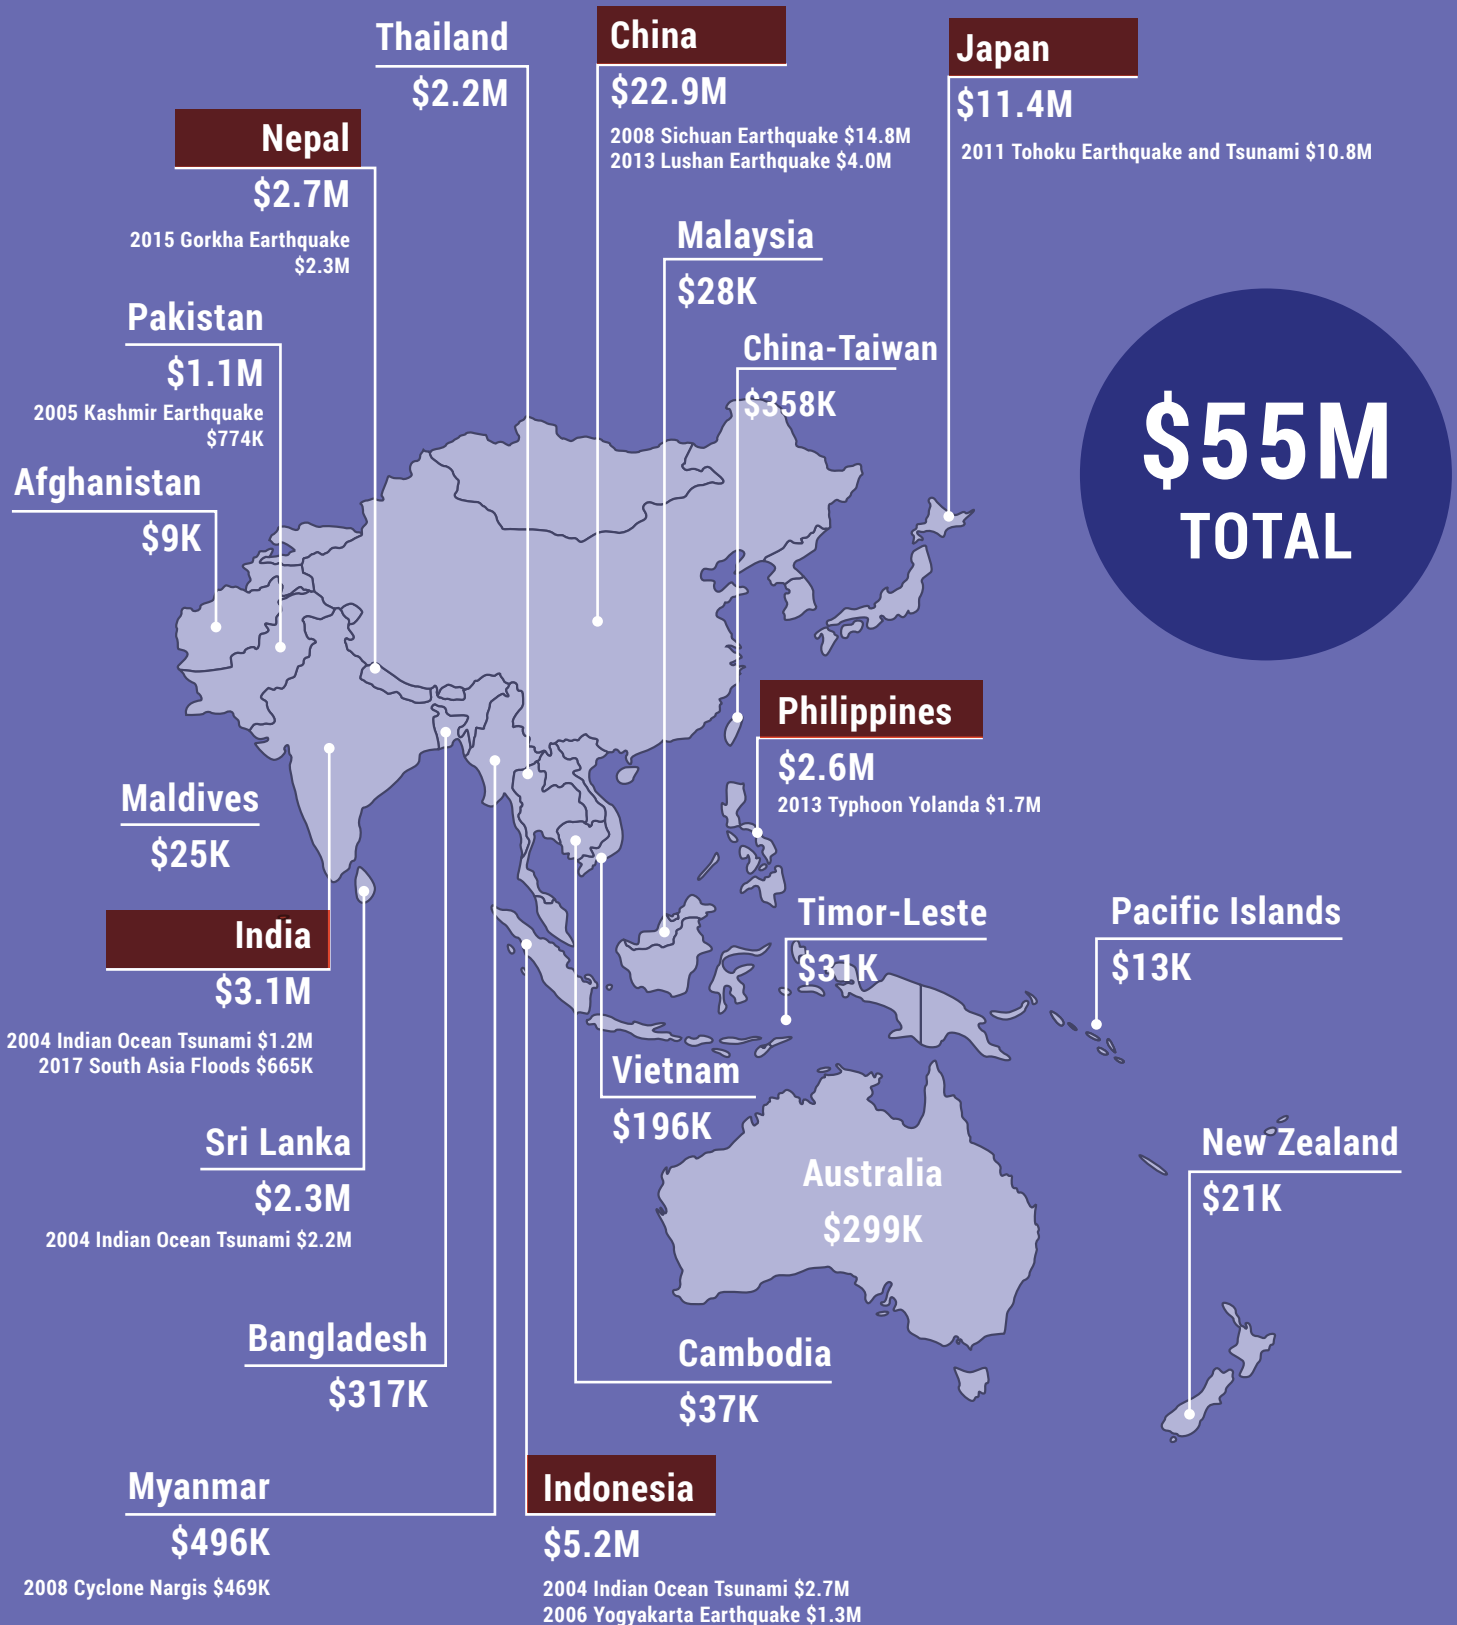 Thailand
$2.2M
China
$22.9M
2008 Sichuan Earthquake $14.8M
2013 Lushan Earthquake $4.0M
Japan
$11.4M
2011 Tohoku Earthquake and Tsunami $10.8M
Nepal
$2.7M
2015 Gorkha Earthquake
$2.3M
Malaysia
$28K
Pakistan
$1.1M
2005 Kashmir Earthquake
$774K
China-Taiwan
$358K
$55M
TOTAL
Afghanistan
$9K
Philippines
$2.6M
2013 Typhoon Yolanda $1.7M
Maldives
$25K
India
$3.1M
2004 Indian Ocean Tsunami $1.2M
2017 South Asia Floods $665K
Timor-Leste
$31K
Pacific Islands
$13K
Vietnam
$196K
Sri Lanka
$2.3M
2004 Indian Ocean Tsunami $2.2M
Australia
$299K
New Zealand
$21K
Bangladesh
$317K
Cambodia
$37K
Myanmar
$496K
2008 Cyclone Nargis $469K
Indonesia
$5.2M
2004 Indian Ocean Tsunami $2.7M
2006 Yogyakarta Earthquake $1.3M